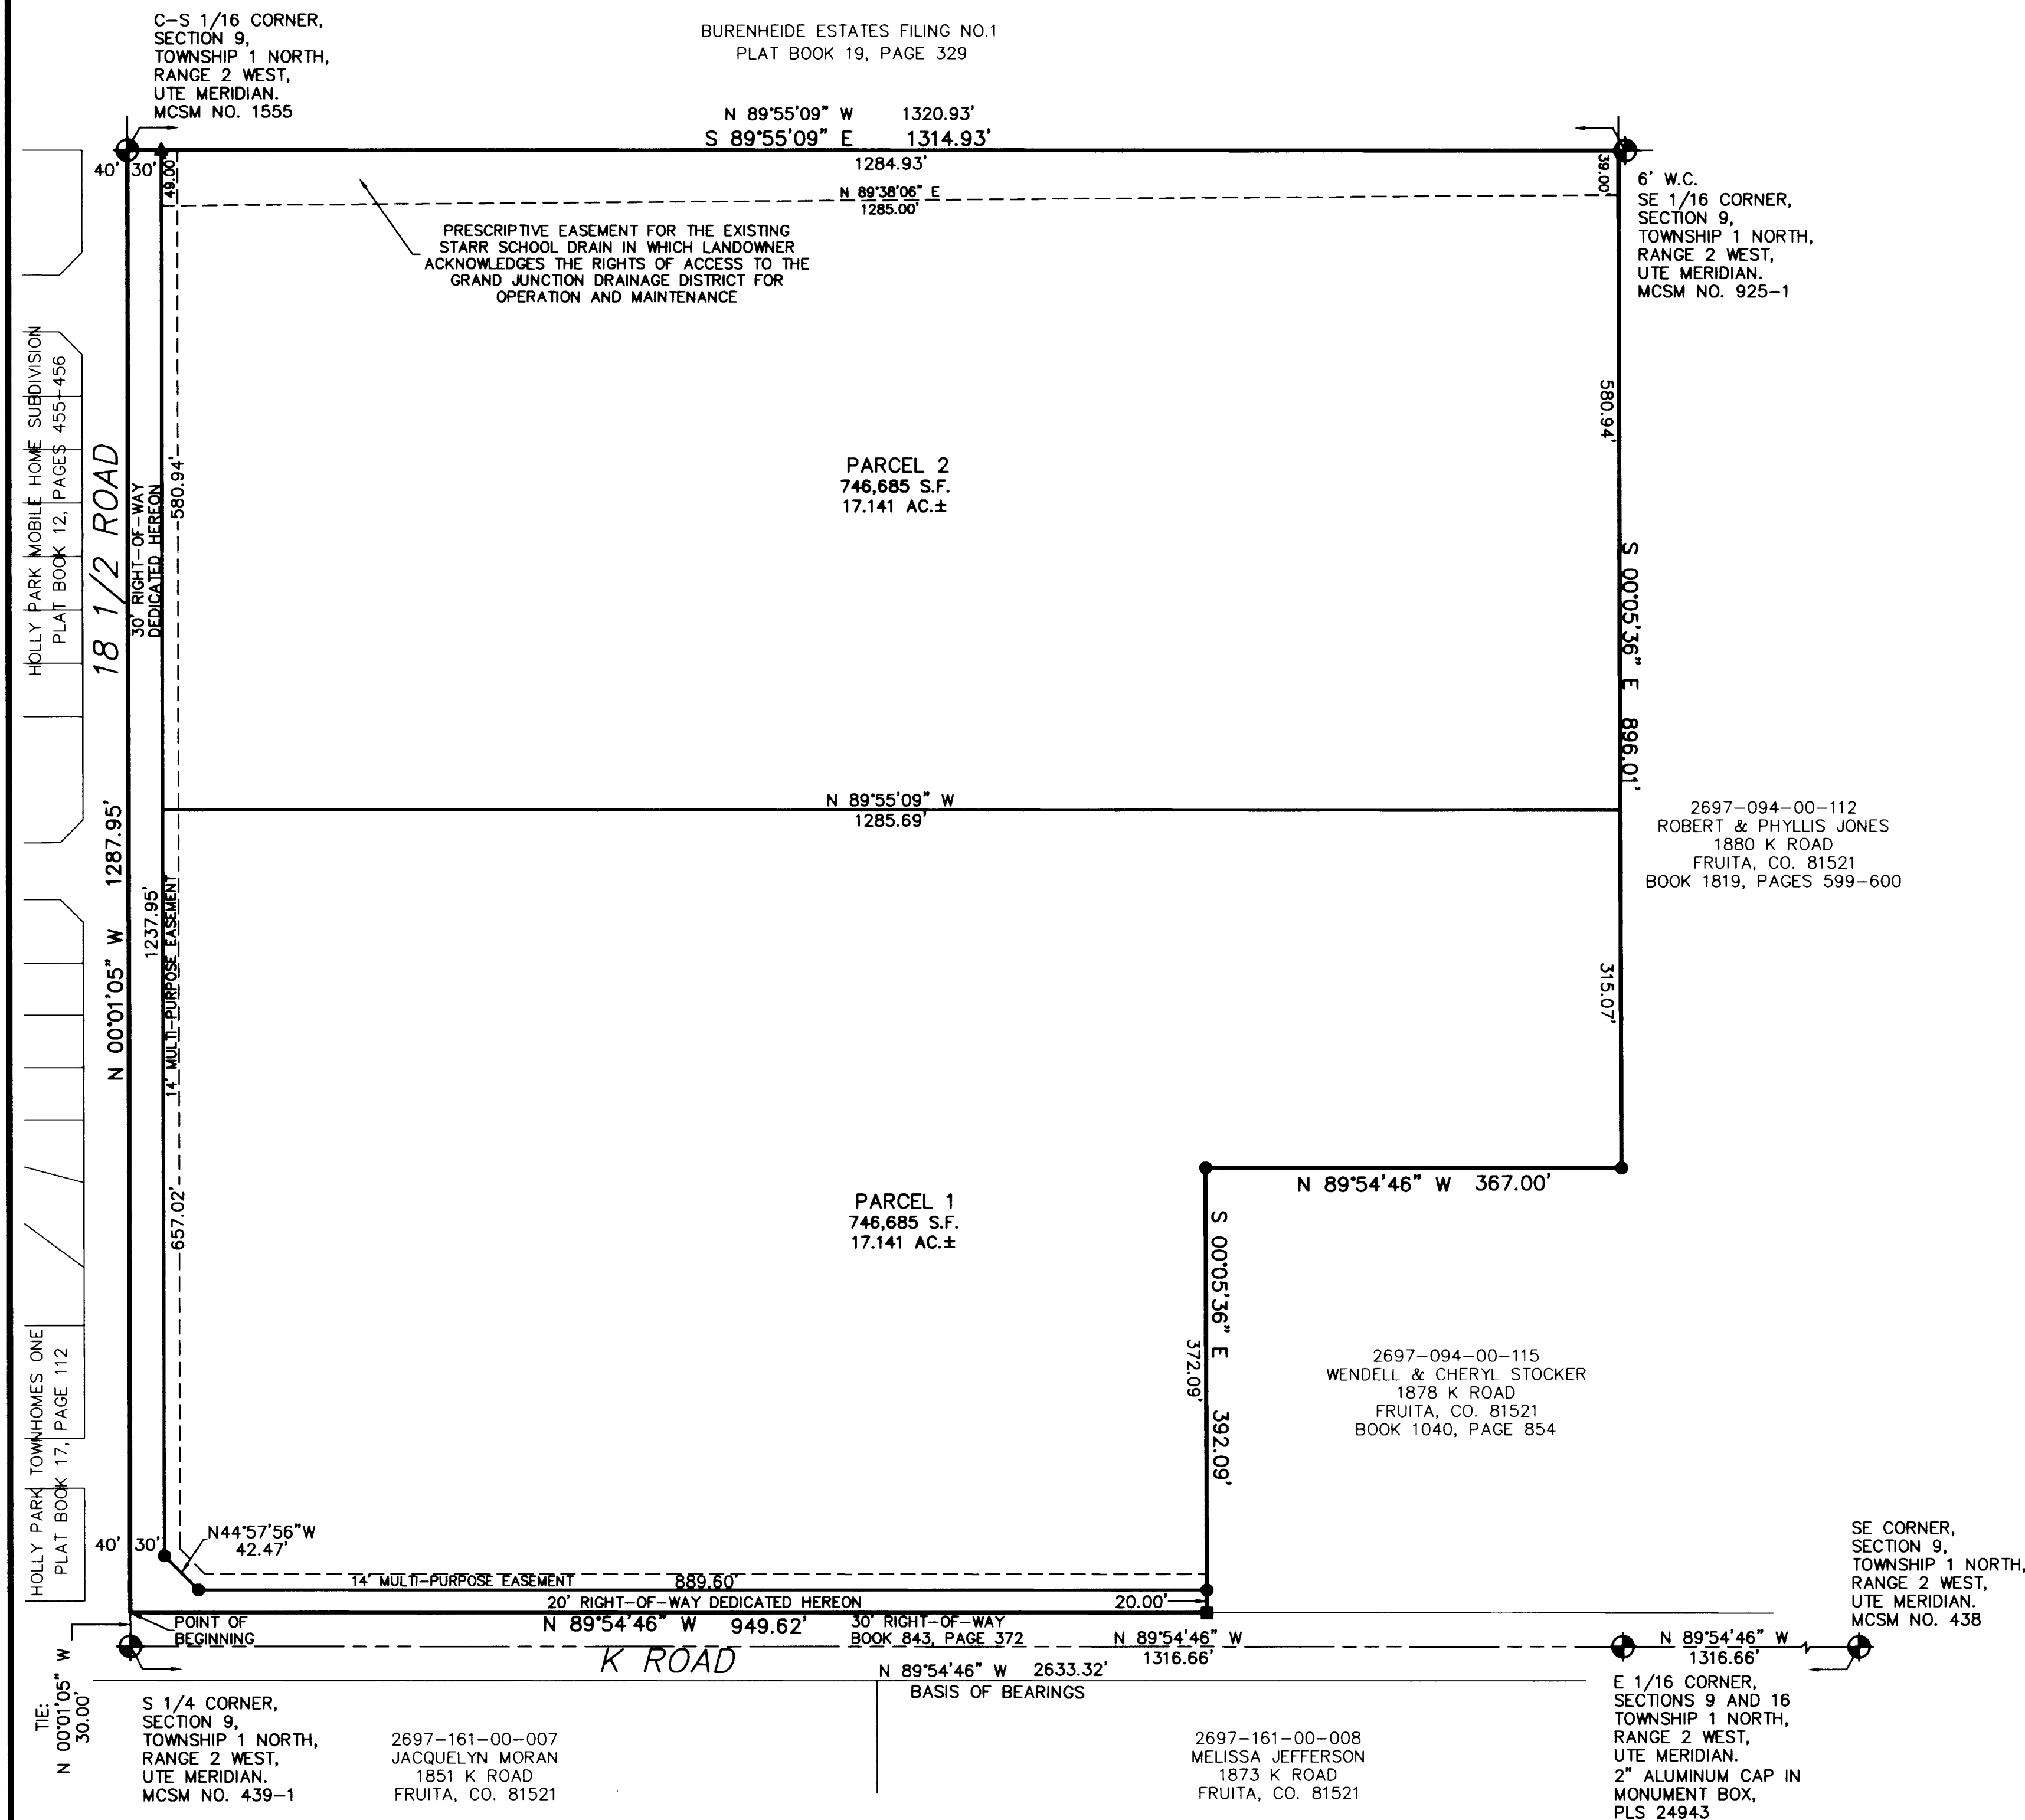 C-S 1/16 CORNER,
SECTION 9,
TOWNSHIP 1 NORTH,
RANGE 2 WEST,
UTE MERIDIAN.
MCSM NO. 1555
BURENHEIDE ESTATES FILING NO.1
PLAT BOOK 19, PAGE 329
N 89°55'09" W 1320.93'
S 89°55'09" E 1314.93'
1284.93'
40' 30'
49.00'
39.00'
N 89°38'06" E
1285.00'
6' W.C.
SE 1/16 CORNER,
SECTION 9,
TOWNSHIP 1 NORTH,
RANGE 2 WEST,
UTE MERIDIAN.
MCSM NO. 925-1
PRESCRIPTIVE EASEMENT FOR THE EXISTING
STARR SCHOOL DRAIN IN WHICH LANDOWNER
ACKNOWLEDGES THE RIGHTS OF ACCESS TO THE
GRAND JUNCTION DRAINAGE DISTRICT FOR
OPERATION AND MAINTENANCE
HOLLY PARK MOBILE HOME SUBDIVISION
PLAT BOOK 12, PAGES 455-456
18 1/2 ROAD
30' RIGHT-OF-WAY
DEDICATED HEREON
580.94'
PARCEL 2
746,685 S.F.
17.141 AC.±
580.94'
S 00°05'36" E 896.01'
N 89°55'09" W
1285.69'
2697-094-00-112
ROBERT & PHYLLIS JONES
1880 K ROAD
FRUITA, CO. 81521
BOOK 1819, PAGES 599-600
N 00°01'05" W 1287.95'
1237.95'
14' MULTI-PURPOSE EASEMENT
315.07'
657.02'
PARCEL 1
746,685 S.F.
17.141 AC.±
N 89°54'46" W 367.00'
S 00°05'36" E 392.09'
372.09'
2697-094-00-115
WENDELL & CHERYL STOCKER
1878 K ROAD
FRUITA, CO. 81521
BOOK 1040, PAGE 854
HOLLY PARK TOWNHOMES ONE
PLAT BOOK 17, PAGE 112
40' 30'
N44°57'56"W
42.47'
14' MULTI-PURPOSE EASEMENT 889.60'
20' RIGHT-OF-WAY DEDICATED HEREON 20.00'
POINT OF
BEGINNING
N 89°54'46" W 949.62'
30' RIGHT-OF-WAY
BOOK 843, PAGE 372
N 89°54'46" W
1316.66'
K ROAD
N 89°54'46" W 2633.32'
BASIS OF BEARINGS
N 89°54'46" W
1316.66'
SE CORNER,
SECTION 9,
TOWNSHIP 1 NORTH,
RANGE 2 WEST,
UTE MERIDIAN.
MCSM NO. 438
TIE:
N 00°01'05" W
30.00'
S 1/4 CORNER,
SECTION 9,
TOWNSHIP 1 NORTH,
RANGE 2 WEST,
UTE MERIDIAN.
MCSM NO. 439-1
2697-161-00-007
JACQUELYN MORAN
1851 K ROAD
FRUITA, CO. 81521
2697-161-00-008
MELISSA JEFFERSON
1873 K ROAD
FRUITA, CO. 81521
E 1/16 CORNER,
SECTIONS 9 AND 16
TOWNSHIP 1 NORTH,
RANGE 2 WEST,
UTE MERIDIAN.
2" ALUMINUM CAP IN
MONUMENT BOX,
PLS 24943